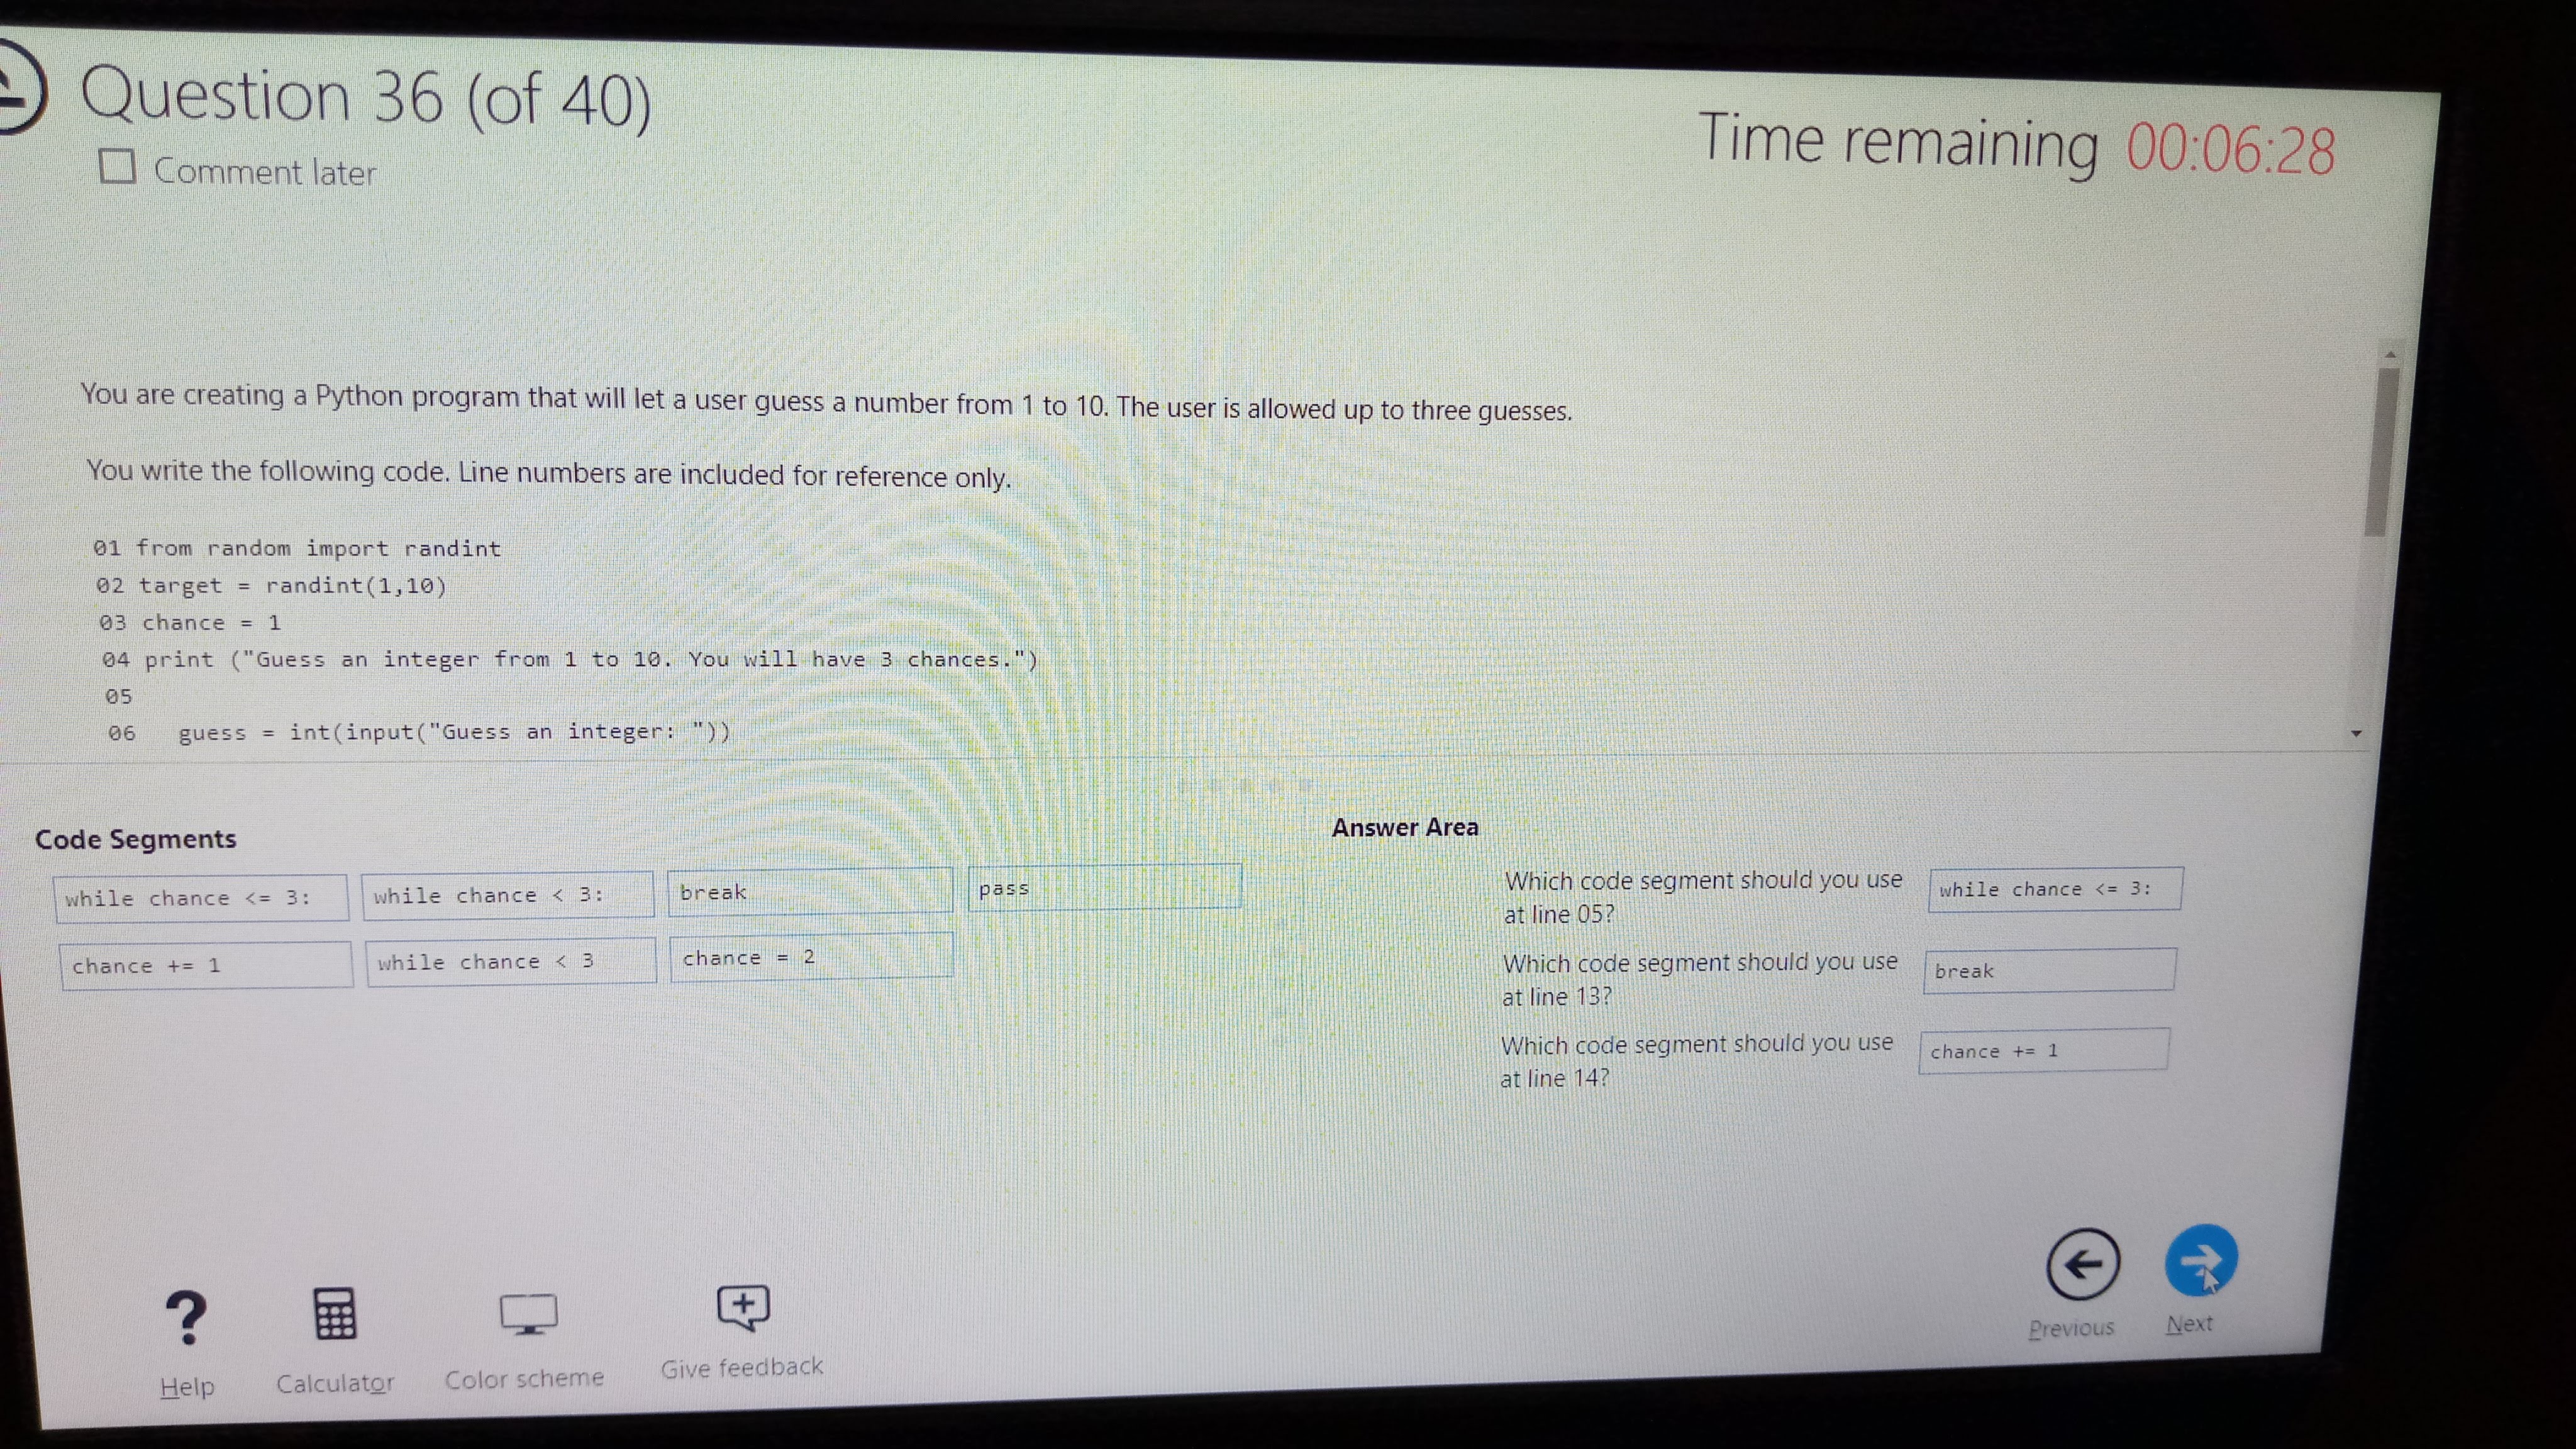 Question 36 (of 40)
Comment later
Time remaining 00:06:28
You are creating a Python program that will let a user guess a number from 1 to 10. The user is allowed up to three guesses.
You write the following code. Line numbers are included for reference only.
01 from random import randint
02 target = randint(1,10)
03 chance = 1
04 print ("Guess an integer from 1 to 10. You will have 3 chances.")
05
06 guess = int(input("Guess an integer: "))
Code Segments
while chance <= 3:
while chance < 3:
break
pass
chance += 1
while chance < 3
chance = 2
Answer Area
Which code segment should you use
at line 05?
while chance <= 3:
Which code segment should you use
at line 13?
break
Which code segment should you use
at line 14?
chance += 1
Help
Calculator
Color scheme
Give feedback
Previous
Next